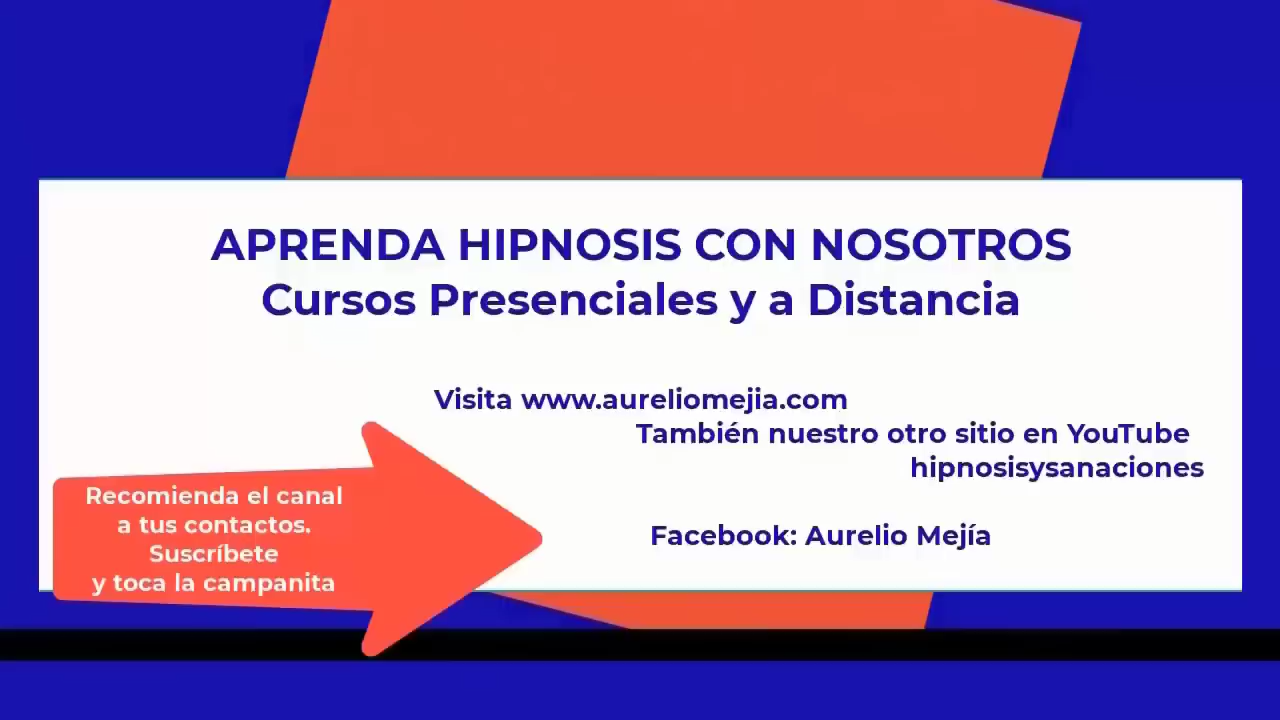 APRENDA HIPNOSIS CON NOSOTROS
Cursos Presenciales y a Distancia
Visita www.aureliomejia.com
También nuestro otro sitio en YouTube
hipnosisysanaciones
Facebook: Aurelio Mejía
Recomienda el canal
a tus contactos.
Suscríbete
y toca la campanita